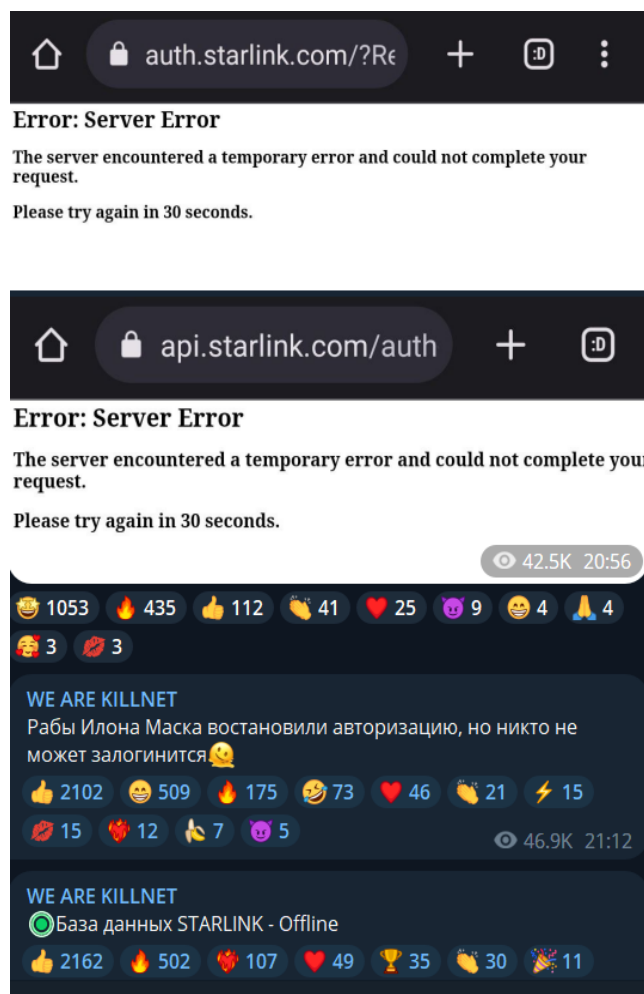 auth.starlink.com/?Re
:D
Error: Server Error
The server encountered a temporary error and could not complete your
request.
Please try again in 30 seconds.
api.starlink.com/auth
:D
Error: Server Error
The server encountered a temporary error and could not complete your
request.
Please try again in 30 seconds.
42.5K 20:56
1053 435 112 41 25 9 4 4
3 3
WE ARE KILLNET
Рабы Илона Маска востановили авторизацию, но никто не
может залогинится
2102 509 175 73 46 21 15
15 12 7 5
46.9K 21:12
WE ARE KILLNET
База данных STARLINK - Offline
2162 502 107 49 35 30 11